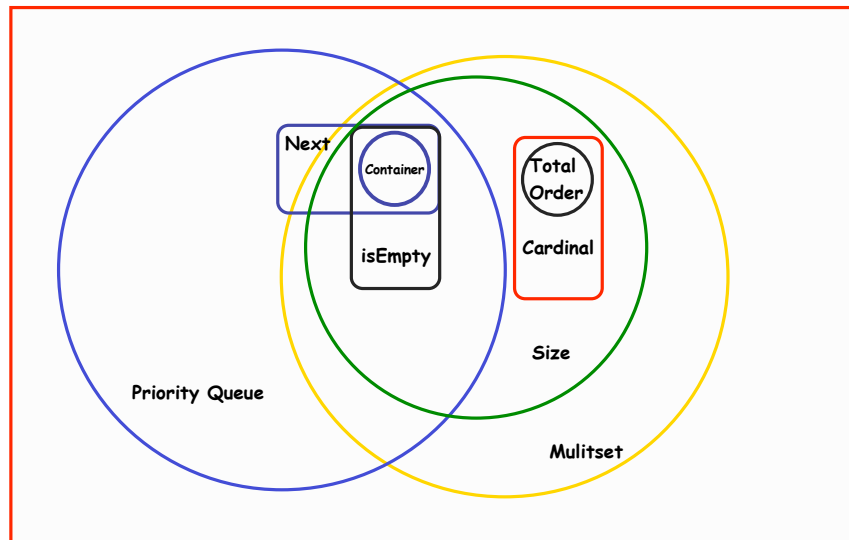 Next
Container
Total
Order
isEmpty
Cardinal
Size
Priority Queue
Mulitset